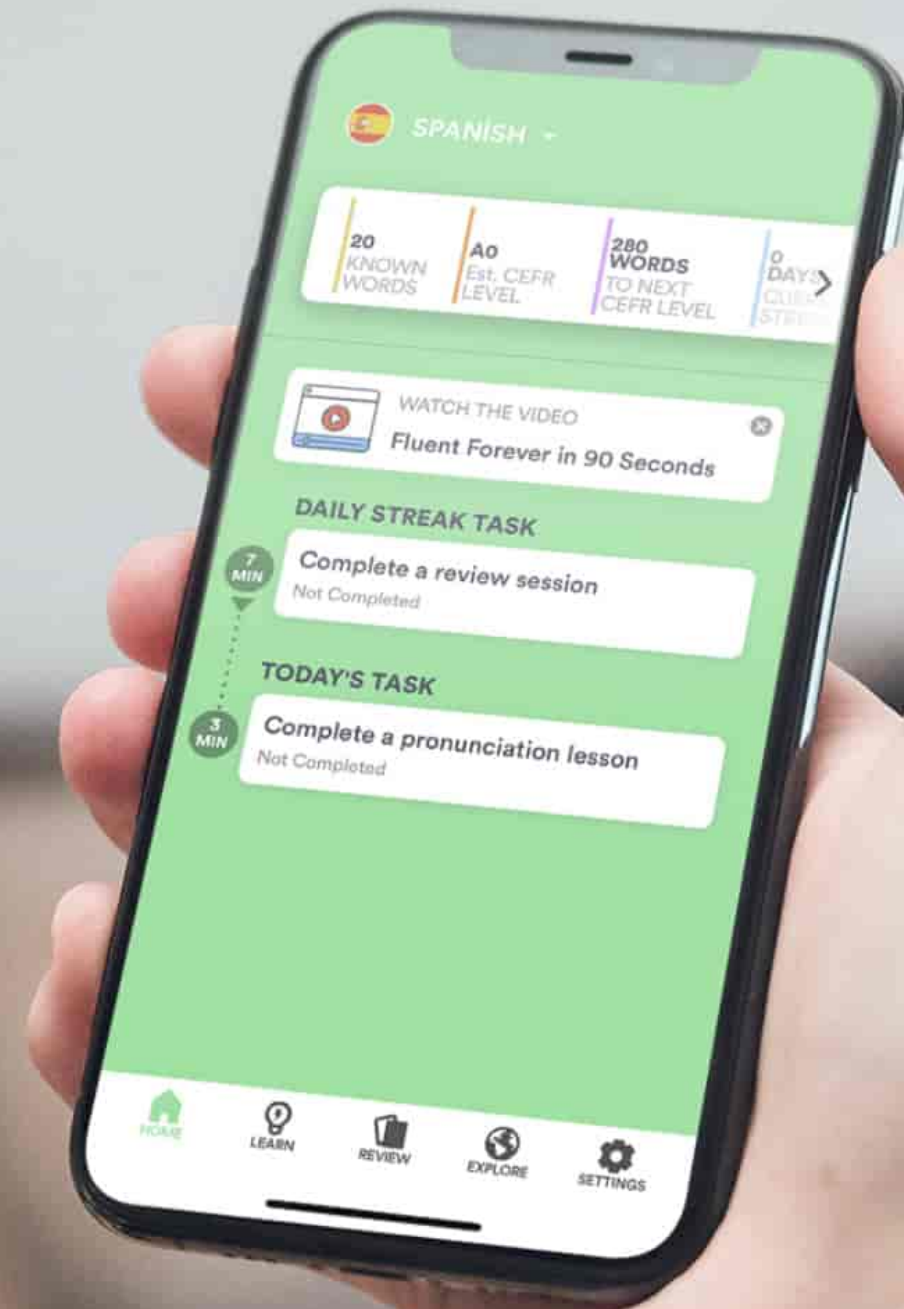 SPANISH
20
KNOWN
WORDS
A0
Est. CEFR
LEVEL
280
WORDS
TO NEXT
CEFR LEVEL
0
DAYS
WATCH THE VIDEO
Fluent Forever in 90 Seconds
DAILY STREAK TASK
7
MIN
Complete a review session
Not Completed
TODAY'S TASK
3
MIN
Complete a pronunciation lesson
Not Completed
HOME
LEARN
REVIEW
EXPLORE
SETTINGS